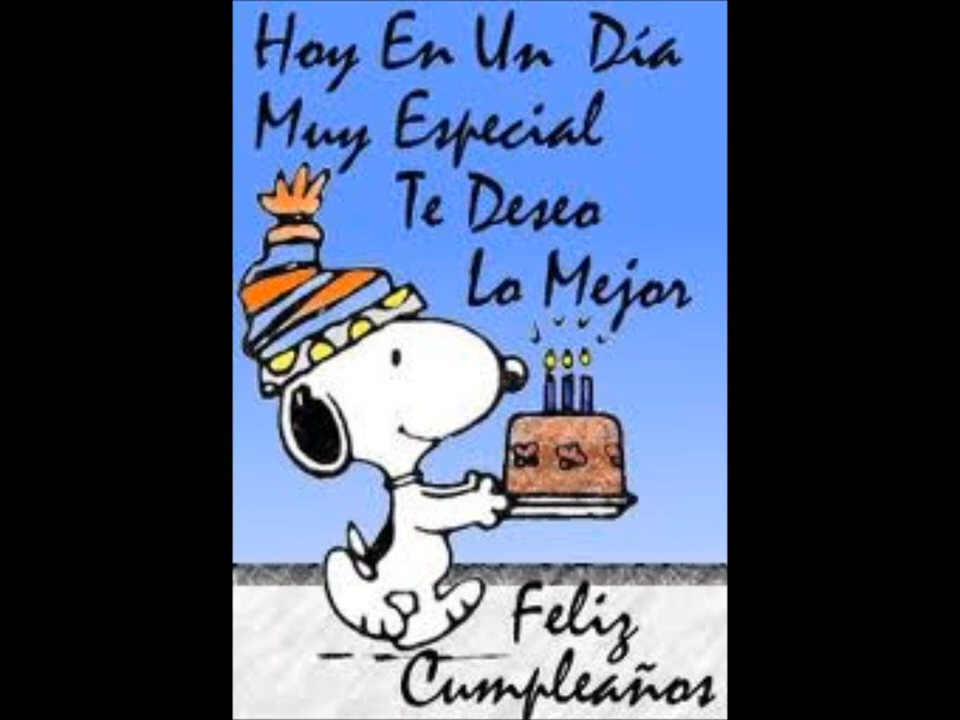 Hoy En Un Día
Muy Especial
Te Deseo
Lo Mejor
Feliz
Cumpleaños